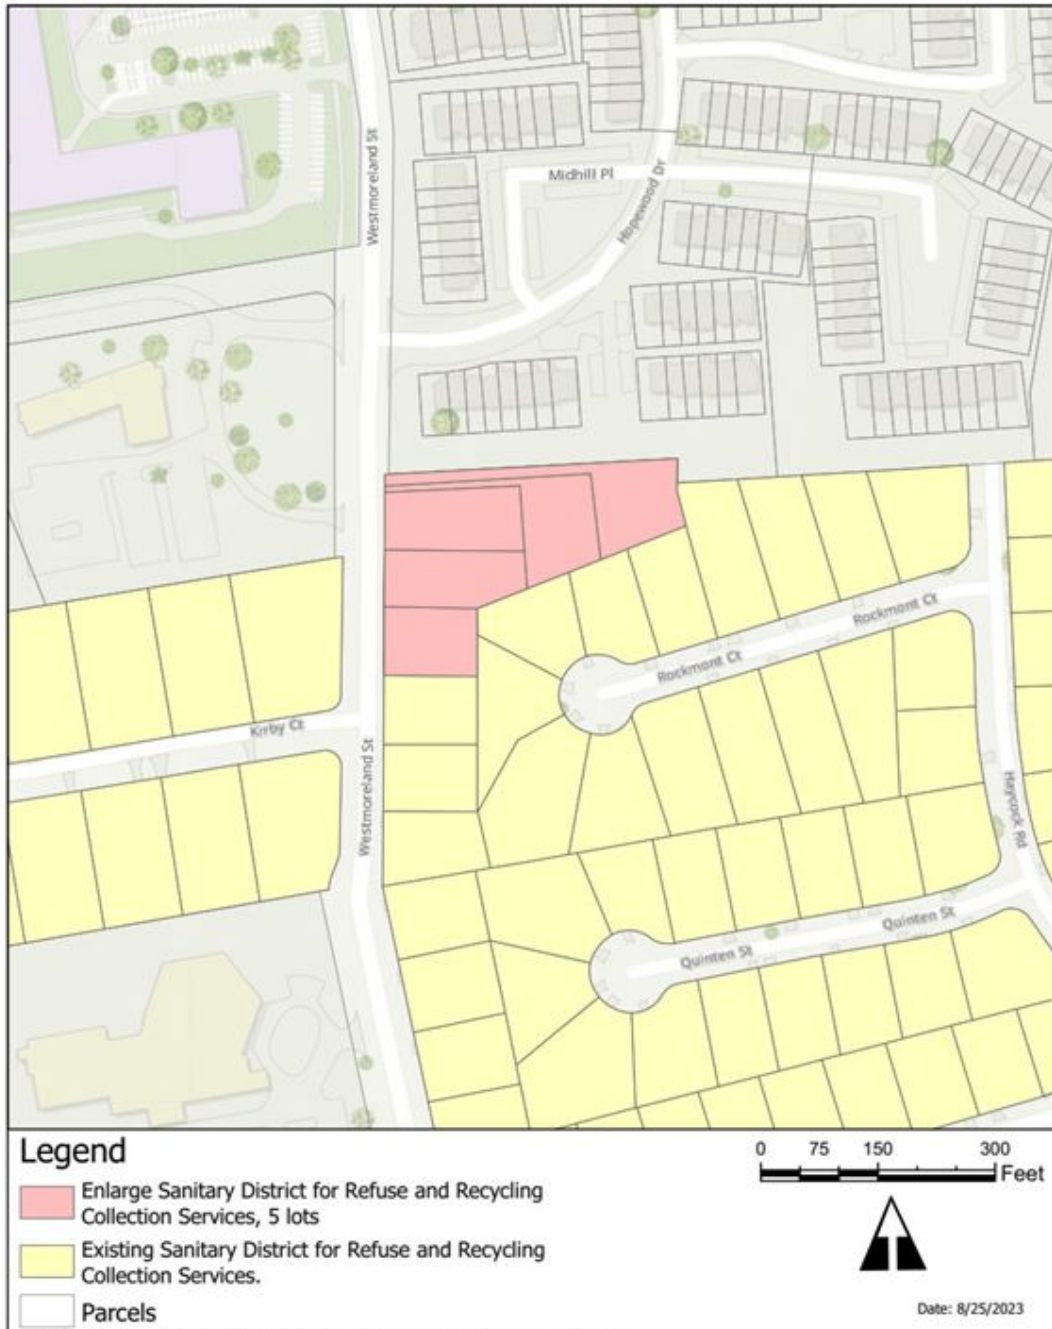 Westmoreland St
Midhill Pl
Hopewood Dr
Rockmont Ct
Rockmont Ct
Kirby Ct
Westmoreland St
Haycock Rd
Quinten St
Quinten St
Legend
0 75 150 300
Feet
Enlarge Sanitary District for Refuse and Recycling
Collection Services, 5 lots
Existing Sanitary District for Refuse and Recycling
Collection Services.
Parcels
Date: 8/25/2023